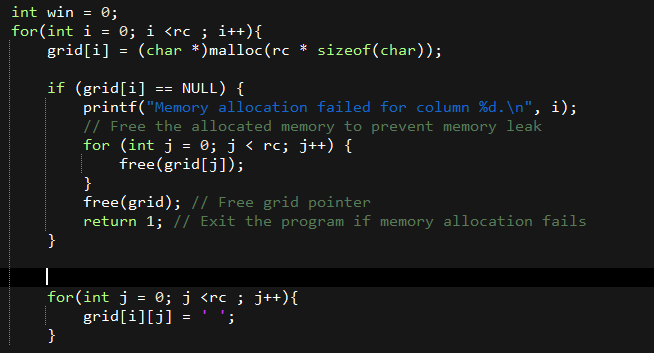 int win = 0;
for(int i = 0; i <rc ; i++){
    grid[i] = (char *)malloc(rc * sizeof(char));

    if (grid[i] == NULL) {
        printf("Memory allocation failed for column %d.\n", i);
        // Free the allocated memory to prevent memory leak
        for (int j = 0; j < rc; j++) {
            free(grid[j]);
        }
        free(grid); // Free grid pointer
        return 1; // Exit the program if memory allocation fails
    }

    for(int j = 0; j <rc ; j++){
        grid[i][j] = ' ';
    }